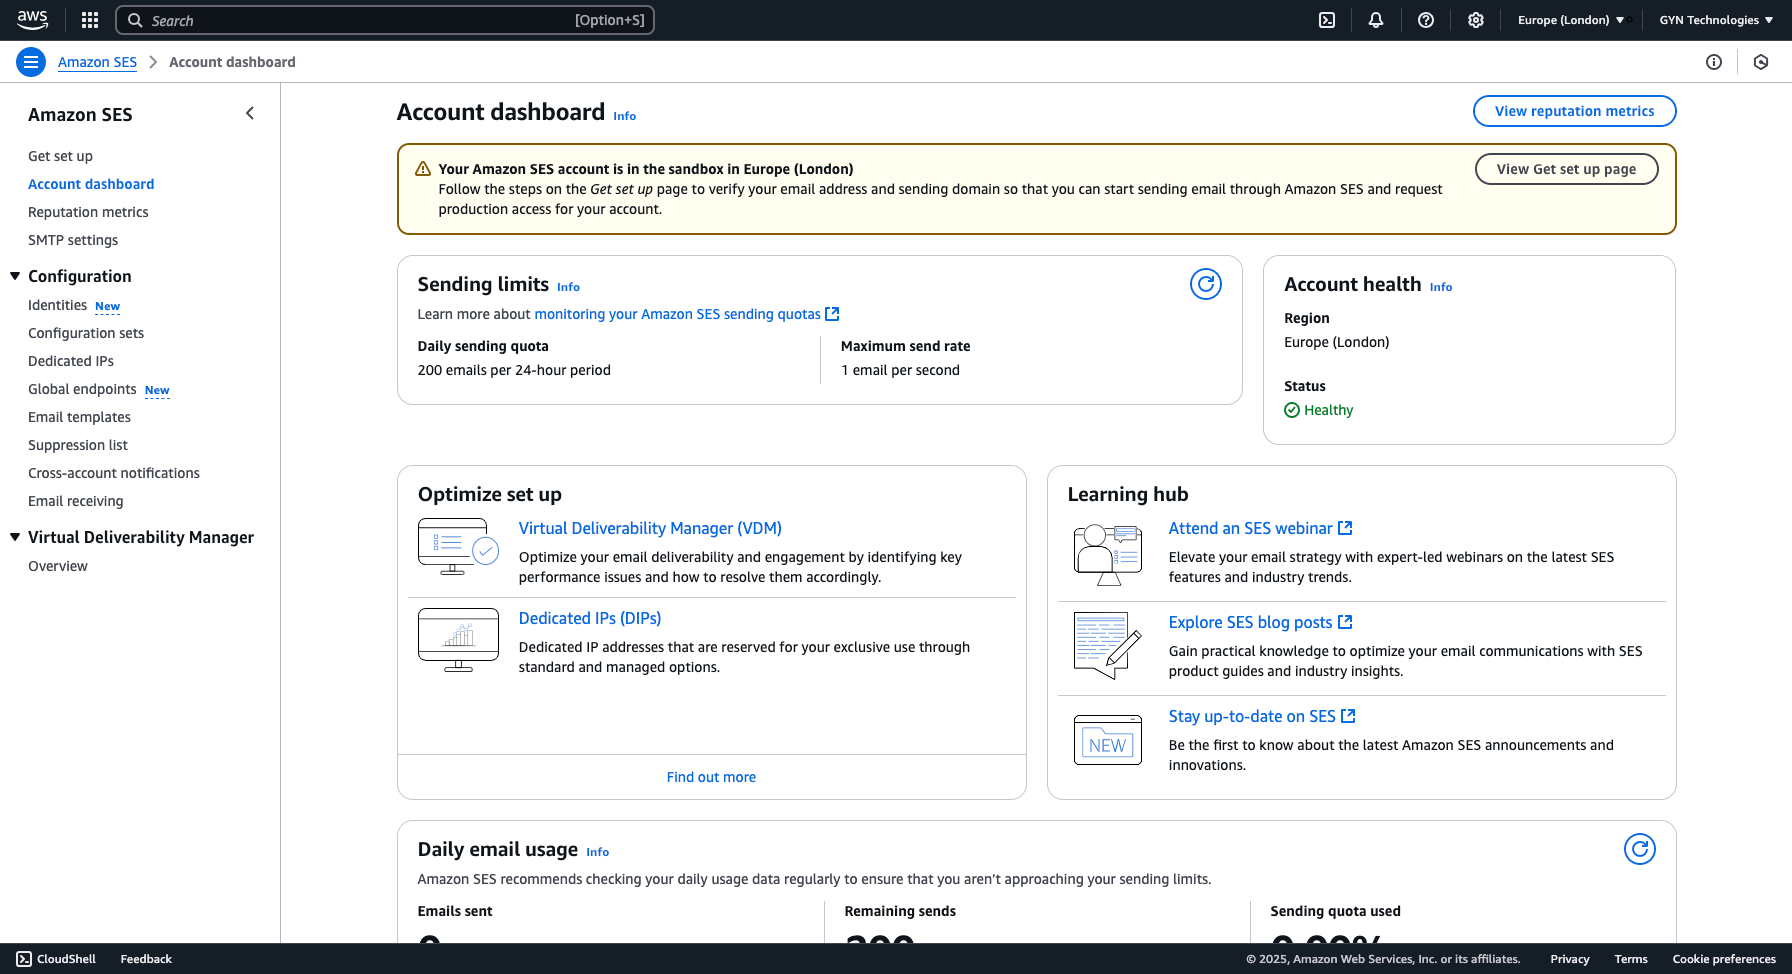 aws
Search
[Option+S]
Europe (London)
GYN Technologies
Amazon SES
Account dashboard
Amazon SES
Get set up
Account dashboard
Reputation metrics
SMTP settings
Configuration
Identities New
Configuration sets
Dedicated IPs
Global endpoints New
Email templates
Suppression list
Cross-account notifications
Email receiving
Virtual Deliverability Manager
Overview
Account dashboard Info
View reputation metrics
Your Amazon SES account is in the sandbox in Europe (London)
Follow the steps on the Get set up page to verify your email address and sending domain so that you can start sending email through Amazon SES and request
production access for your account.
View Get set up page
Sending limits Info
Learn more about monitoring your Amazon SES sending quotas
Daily sending quota
200 emails per 24-hour period
Maximum send rate
1 email per second
Account health Info
Region
Europe (London)
Status
Healthy
Optimize set up
Virtual Deliverability Manager (VDM)
Optimize your email deliverability and engagement by identifying key
performance issues and how to resolve them accordingly.
Dedicated IPs (DIPs)
Dedicated IP addresses that are reserved for your exclusive use through
standard and managed options.
Find out more
Learning hub
Attend an SES webinar
Elevate your email strategy with expert-led webinars on the latest SES
features and industry trends.
Explore SES blog posts
Gain practical knowledge to optimize your email communications with SES
product guides and industry insights.
NEW
Stay up-to-date on SES
Be the first to know about the latest Amazon SES announcements and
innovations.
Daily email usage Info
Amazon SES recommends checking your daily usage data regularly to ensure that you aren't approaching your sending limits.
Emails sent
Remaining sends
Sending quota used
CloudShell
Feedback
© 2025, Amazon Web Services, Inc. or its affiliates.
Privacy
Terms
Cookie preferences